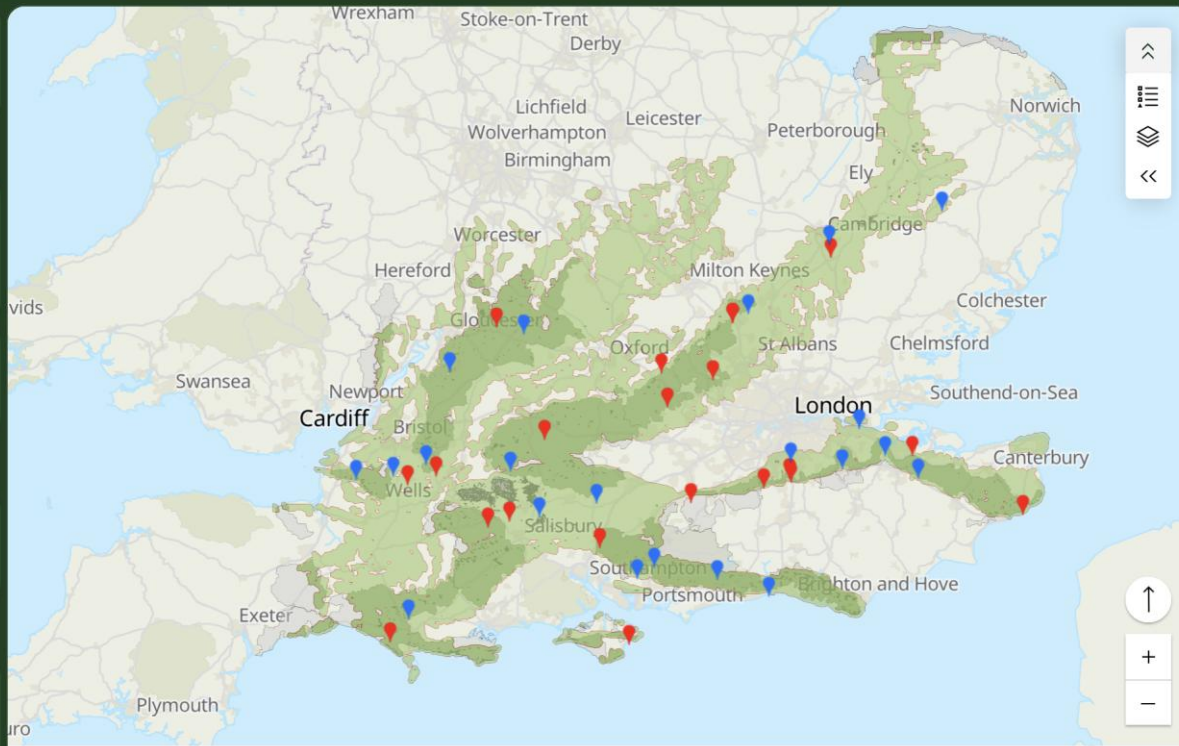 Wrexham
Stoke-on-Trent
Derby
Lichfield
Leicester
Norwich
Wolverhampton
Peterborough
Birmingham
Ely
Cambridge
Worcester
Hereford
Milton Keynes
vids
Colchester
Gloucester
Oxford
St Albans
Chelmsford
Swansea
Newport
Southend-on-Sea
Cardiff
London
Bristol
Canterbury
Wells
Salisbury
Southampton
Brighton and Hove
Portsmouth
Exeter
Plymouth
uro